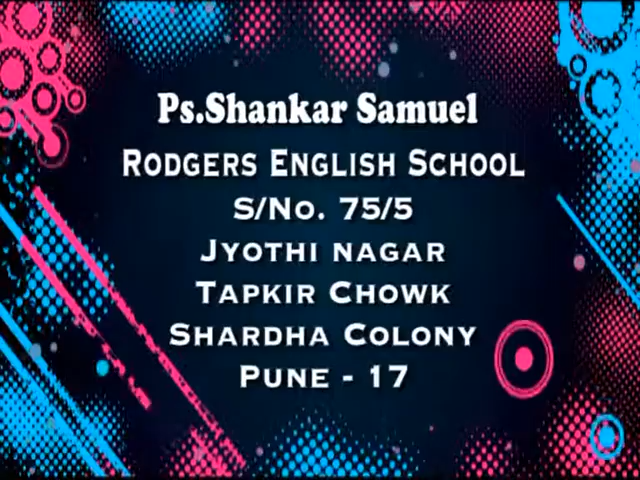 Ps.Shankar Samuel
RODGERS ENGLISH SCHOOL
S/NO. 75/5
JYOTHI NAGAR
TAPKIR CHOWK
SHARDHA COLONY
PUNE - 17